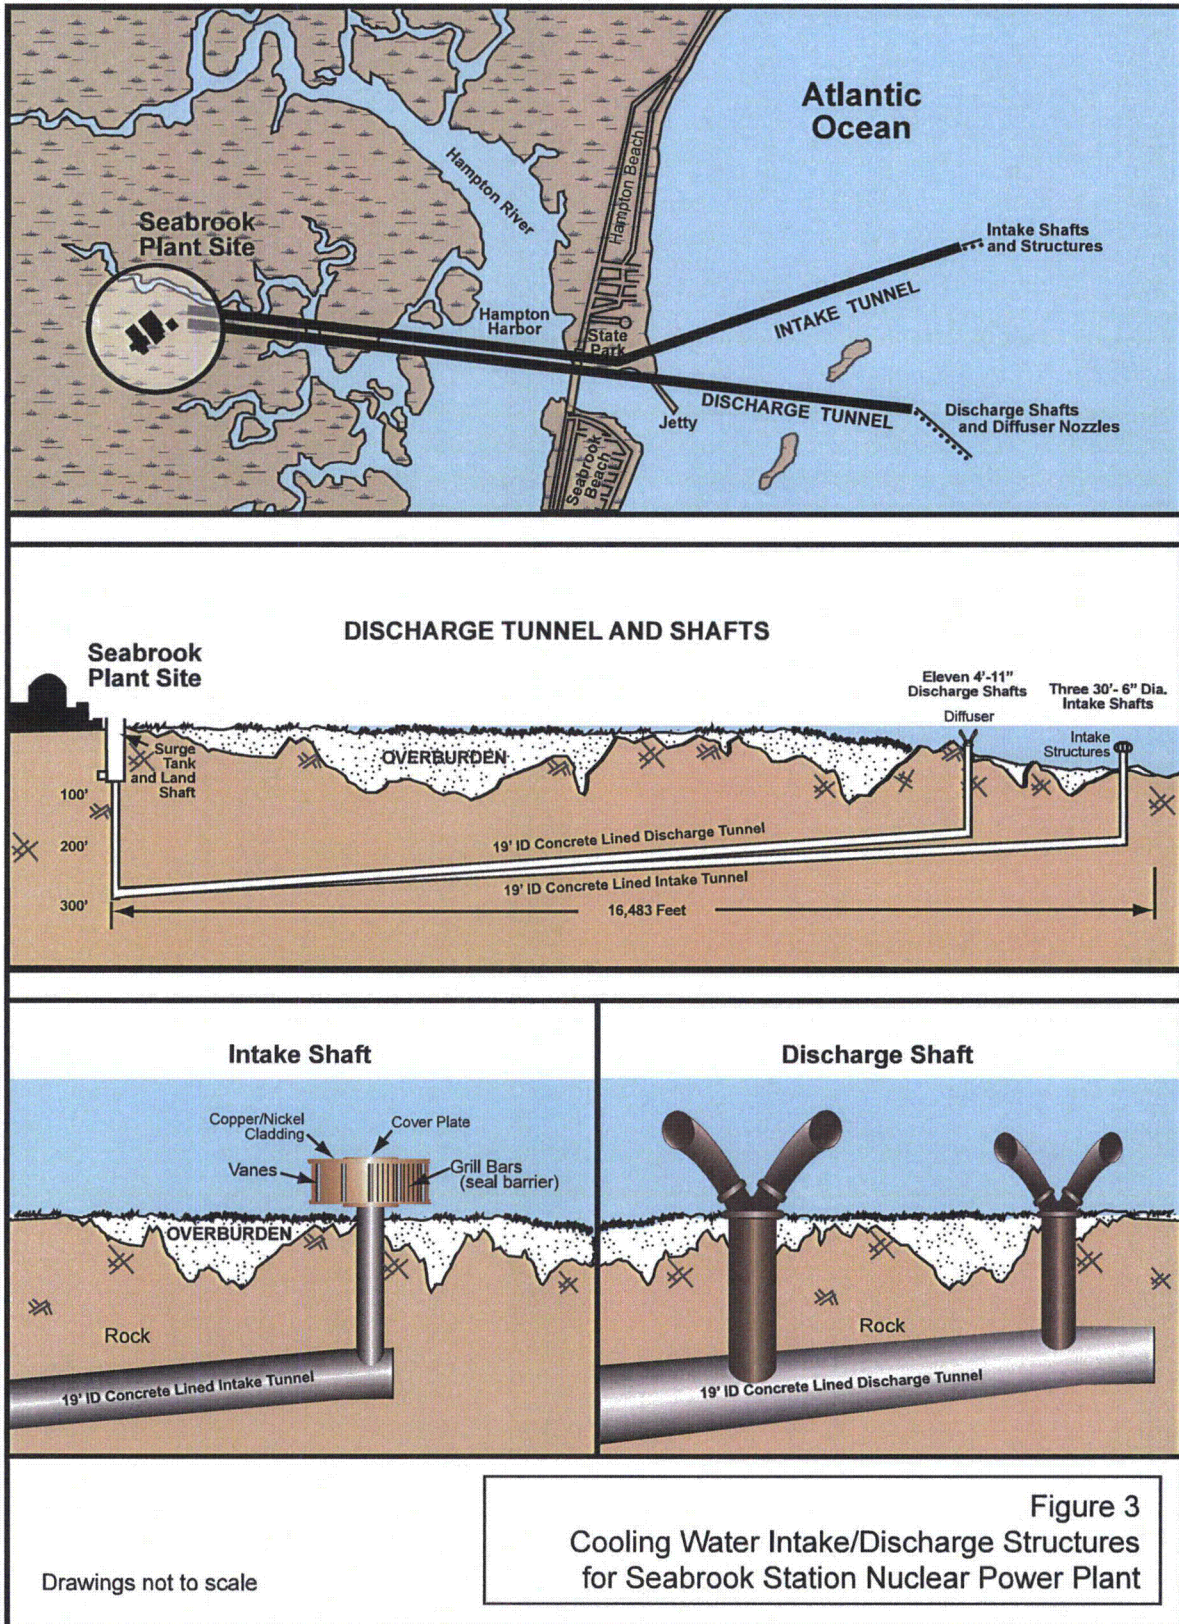 Atlantic
Ocean
Hampton River
Hampton Beach
Seabrook
Plant Site
Intake Shafts
and Structures
INTAKE TUNNEL
Hampton
Harbor
State
Park
DISCHARGE TUNNEL
Jetty
Discharge Shafts
and Diffuser Nozzles
Seabrook
Beach
DISCHARGE TUNNEL AND SHAFTS
Seabrook
Plant Site
Eleven 4'-11"
Discharge Shafts
Three 30'- 6" Dia.
Intake Shafts
Diffuser
Intake
Structures
Surge
Tank
and Land
Shaft
OVERBURDEN
100'
200'
300'
19' ID Concrete Lined Discharge Tunnel
19' ID Concrete Lined Intake Tunnel
16,483 Feet
Intake Shaft
Copper/Nickel
Cladding
Cover Plate
Vanes
Grill Bars
(seal barrier)
OVERBURDEN
Rock
19' ID Concrete Lined Intake Tunnel
Discharge Shaft
Rock
19' ID Concrete Lined Discharge Tunnel
Figure 3
Cooling Water Intake/Discharge Structures
for Seabrook Station Nuclear Power Plant
Drawings not to scale